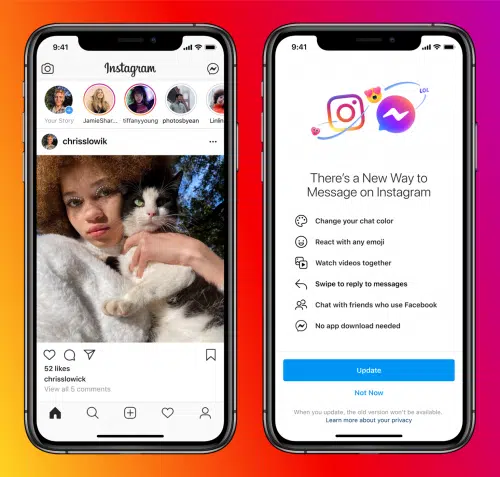 9:41
Instagram
Your Story JamieShar... tiffanyyoung photosbyean Linlin
chrisslowik
52 likes
chrisslowick
View all 5 comments
9:41
LOL
There's a New Way to
Message on Instagram
Change your chat color
React with any emoji
Watch videos together
Swipe to reply to messages
Chat with friends who use Facebook
No app download needed
Update
Not Now
When you update, the old version won't be available.
Learn more about your privacy